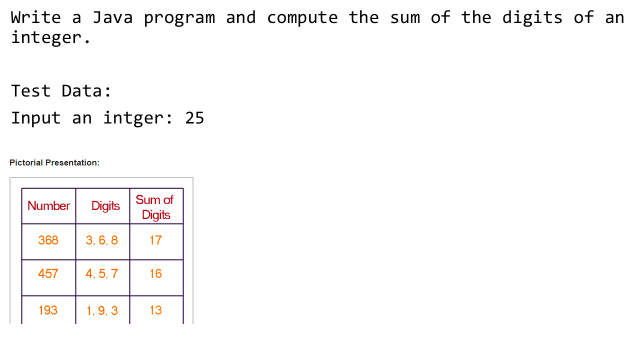 Write a Java program and compute the sum of the digits of an
integer.
Test Data:
Input an intger: 25
Pictorial Presentation:
Number Digits Sum of
Digits
368 3, 6, 8 17
457 4, 5, 7 16
193 1, 9, 3 13